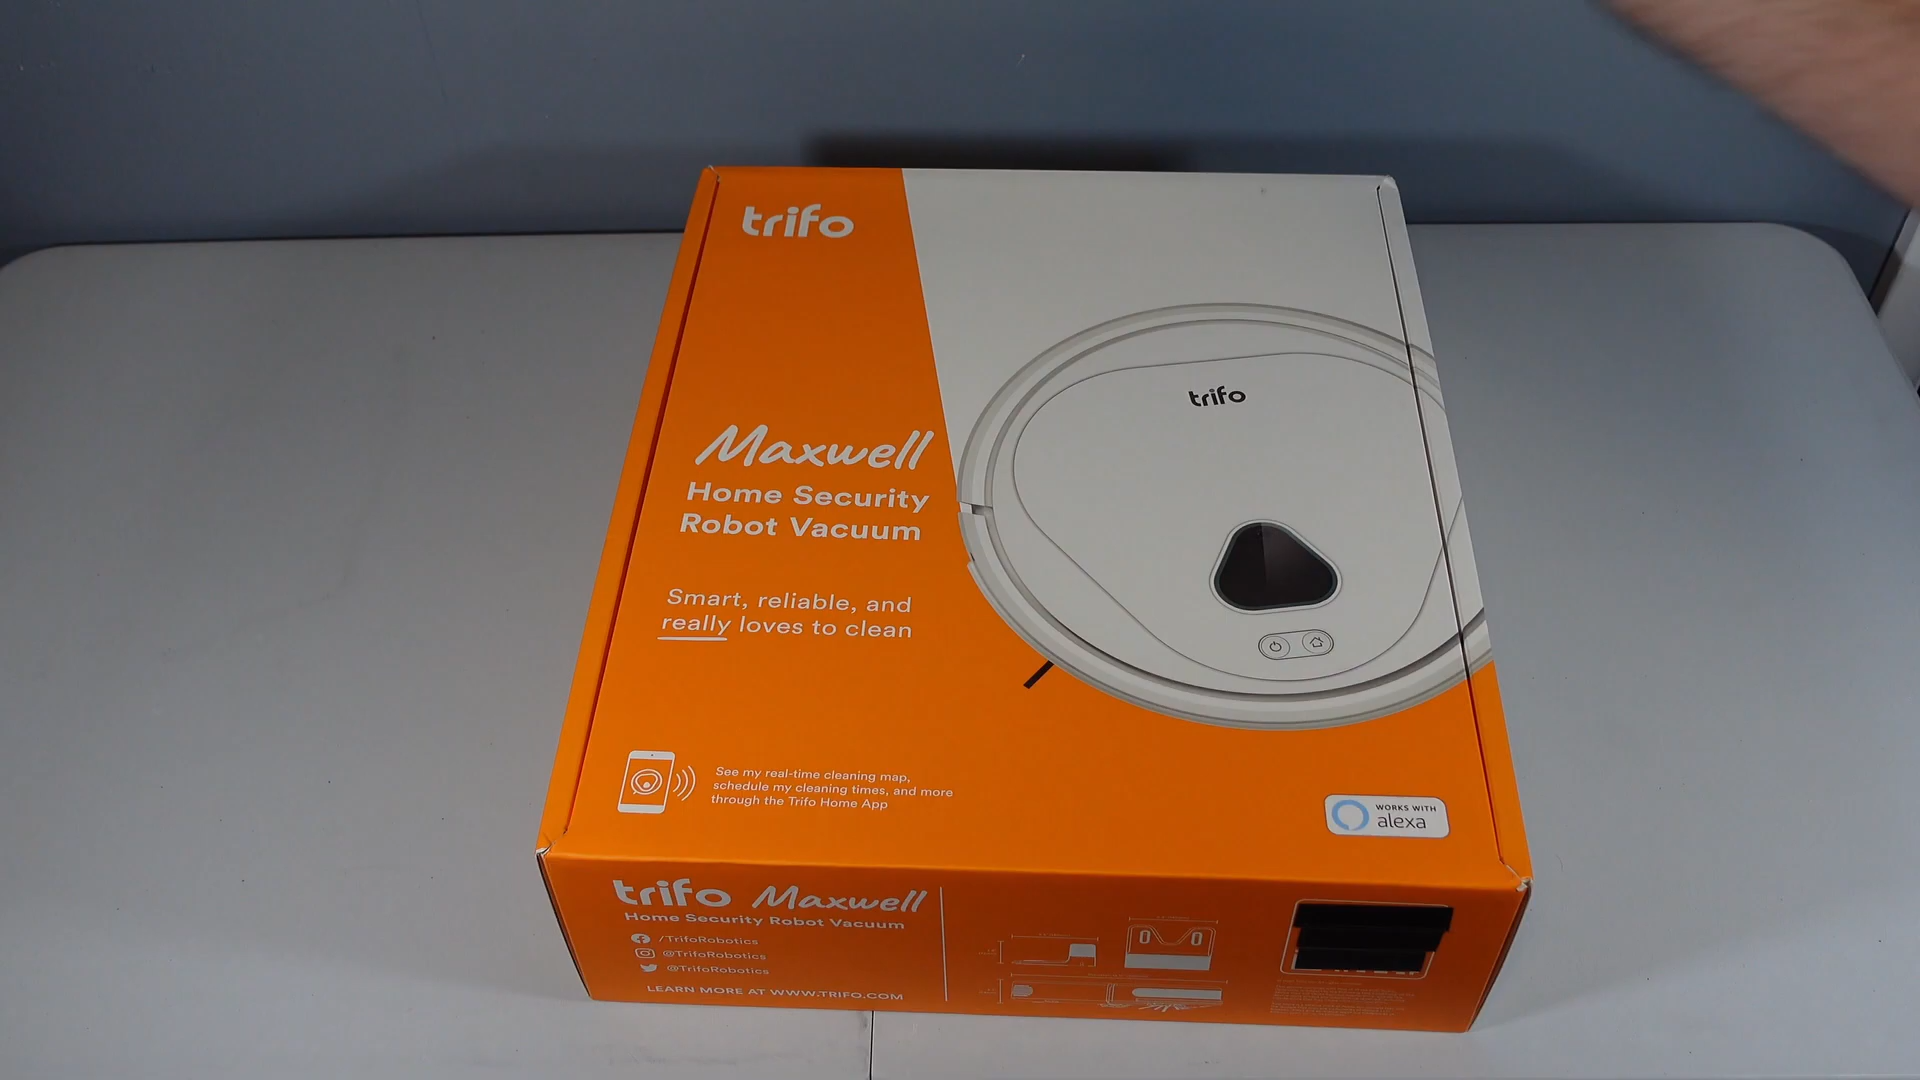 trifo
trifo
Maxwell
Home Security
Robot Vacuum
Smart, reliable, and
really loves to clean
See my real-time cleaning map,
schedule my cleaning times, and more
through the Trifo Home App
WORKS WITH
alexa
trifo Maxwell
Home Security Robot Vacuum
/TrifoRobotics
@TrifoRobotics
@TrifoRobotics
LEARN MORE AT WWW.TRIFO.COM